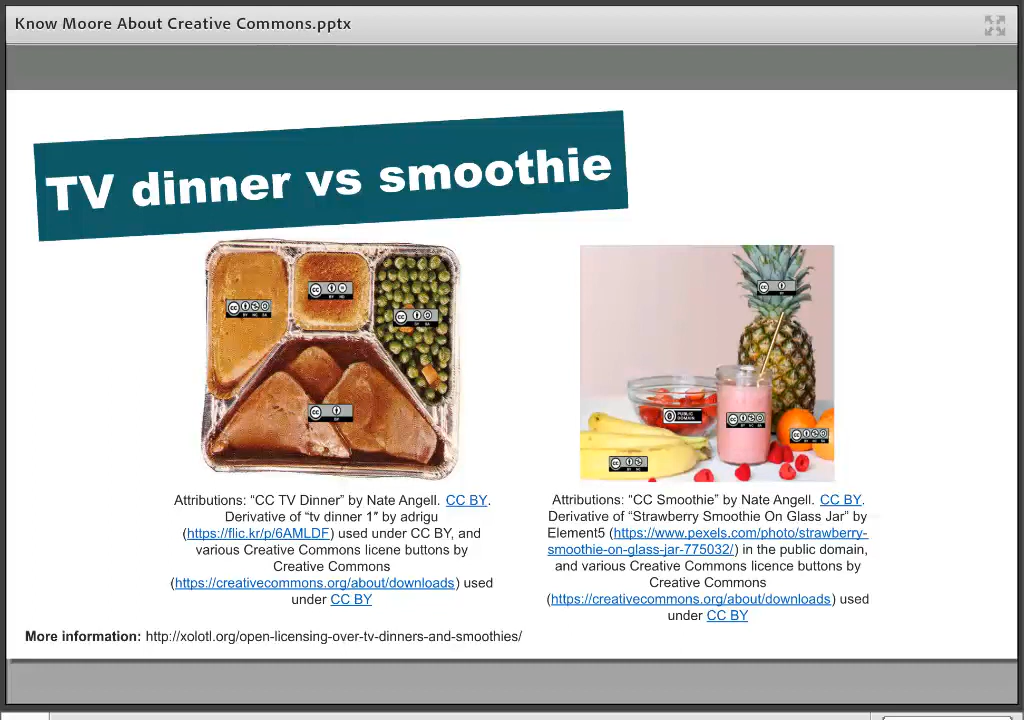 Know Moore About Creative Commons.pptx
TV dinner vs smoothie
PUBLIC
DOMAIN
Attributions: “CC TV Dinner” by Nate Angell. CC BY.
Derivative of “tv dinner 1″ by adrigu
(https://flic.kr/p/6AMLDF) used under CC BY, and
various Creative Commons licene buttons by
Creative Commons
(https://creativecommons.org/about/downloads) used
under CC BY
Attributions: “CC Smoothie” by Nate Angell. CC BY.
Derivative of “Strawberry Smoothie On Glass Jar” by
Element5 (https://www.pexels.com/photo/strawberry-
smoothie-on-glass-jar-775032/) in the public domain,
and various Creative Commons licence buttons by
Creative Commons
(https://creativecommons.org/about/downloads) used
under CC BY
More information: http://xolotl.org/open-licensing-over-tv-dinners-and-smoothies/